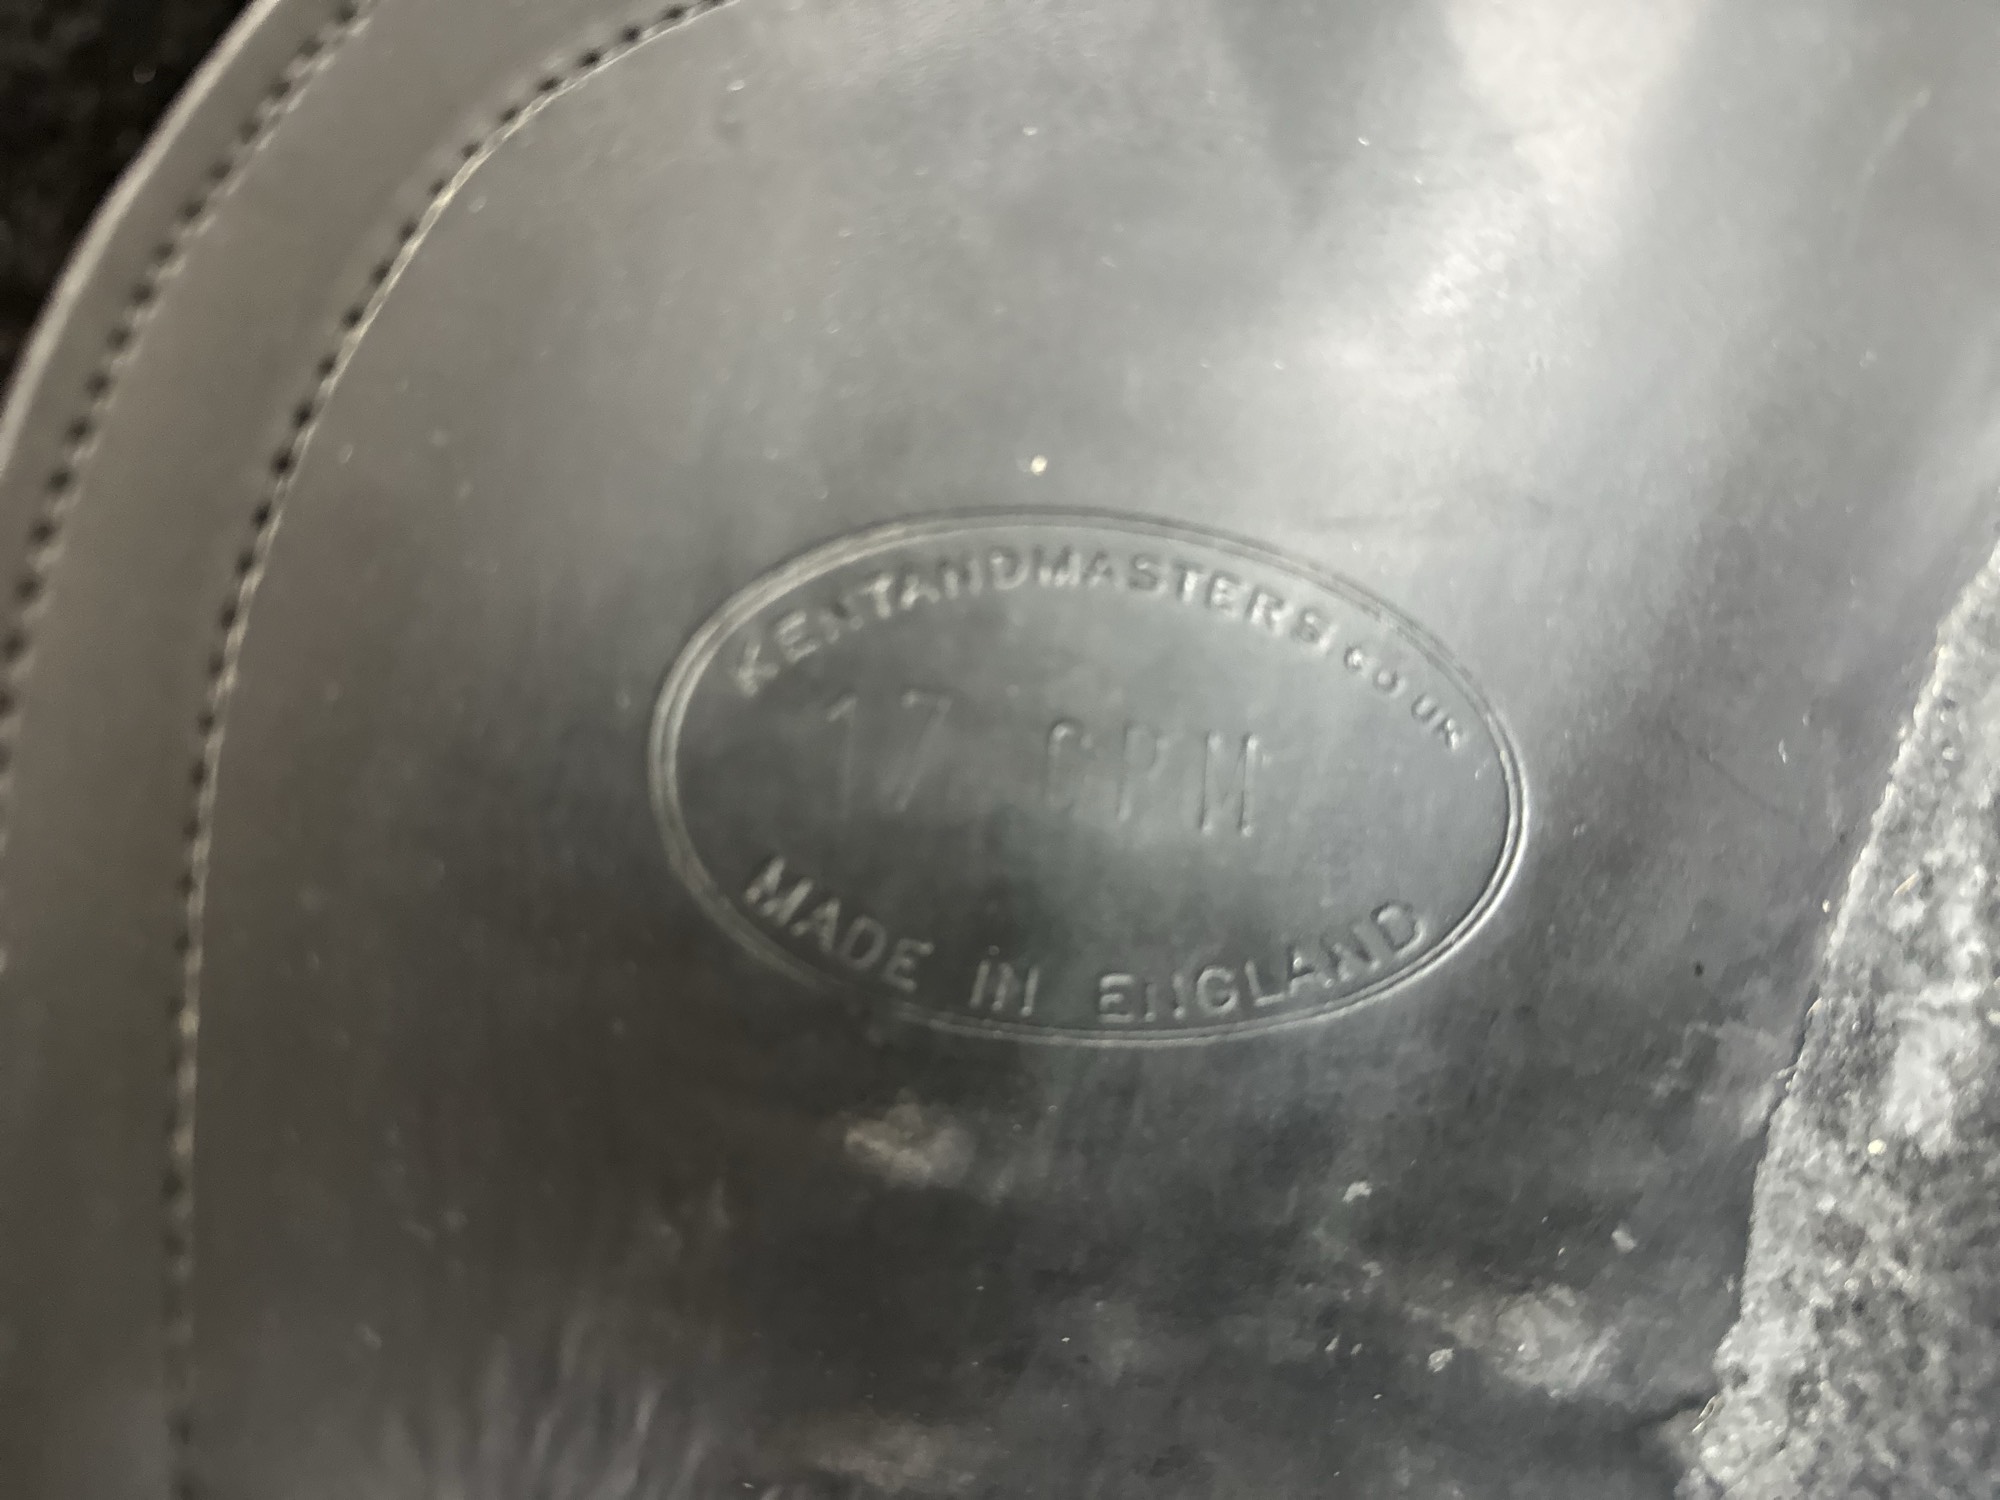 KENTANDMASTERS CO UK
17 GPM
MADE IN ENGLAND